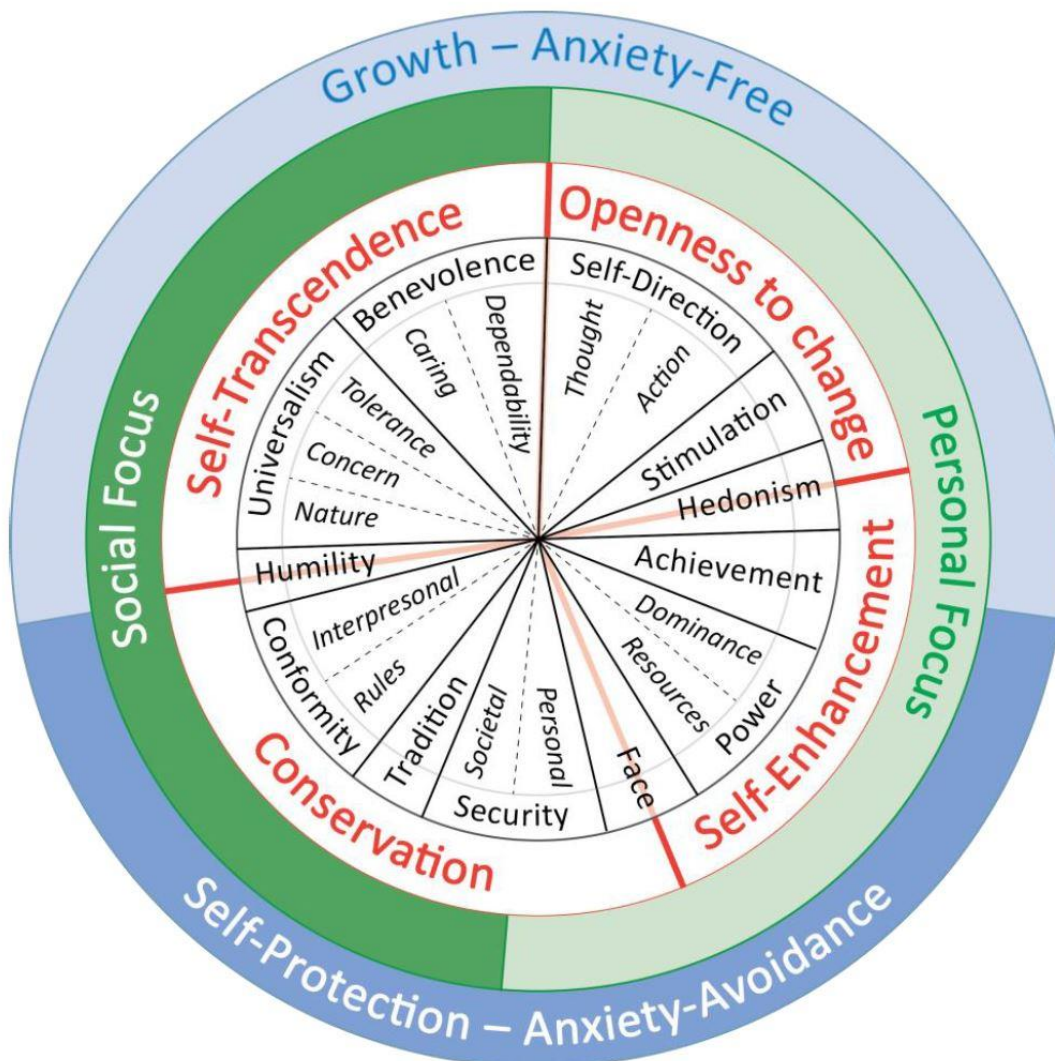 Growth – Anxiety-Free
Social Focus
Personal Focus
Self-Protection – Anxiety-Avoidance
Self-Transcendence
Openness to change
Self-Enhancement
Conservation
Benevolence
Caring
Dependability
Self-Direction
Thought
Action
Stimulation
Hedonism
Achievement
Power
Dominance
Resources
Face
Security
Personal
Societal
Tradition
Conformity
Rules
Interpresonal
Humility
Universalism
Nature
Concern
Tolerance